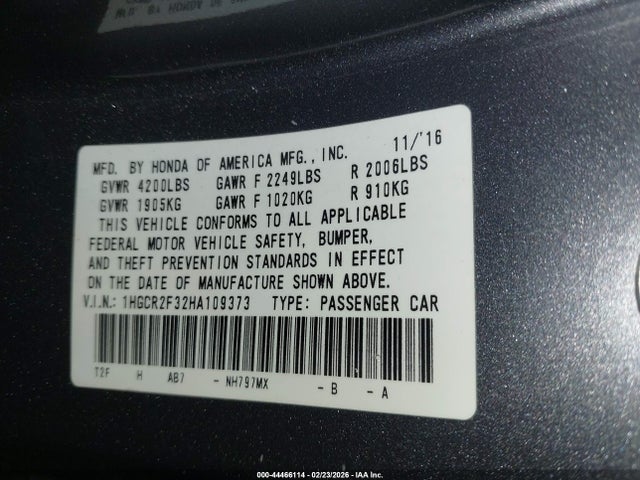 MFD. BY HONDA OF AMERICA MFG., INC. 11/'16
GVWR 4200LBS GAWR F 2249LBS R 2006LBS
GVWR 1905KG GAWR F 1020KG R 910KG
THIS VEHICLE CONFORMS TO ALL APPLICABLE
FEDERAL MOTOR VEHICLE SAFETY, BUMPER,
AND THEFT PREVENTION STANDARDS IN EFFECT
ON THE DATE OF MANUFACTURE SHOWN ABOVE.
V.I.N.: 1HGCR2F32HA109373 TYPE: PASSENGER CAR
T2F H AB7 - NH797MX - B - A
000-44466114 - 02/23/2026 - IAA Inc.